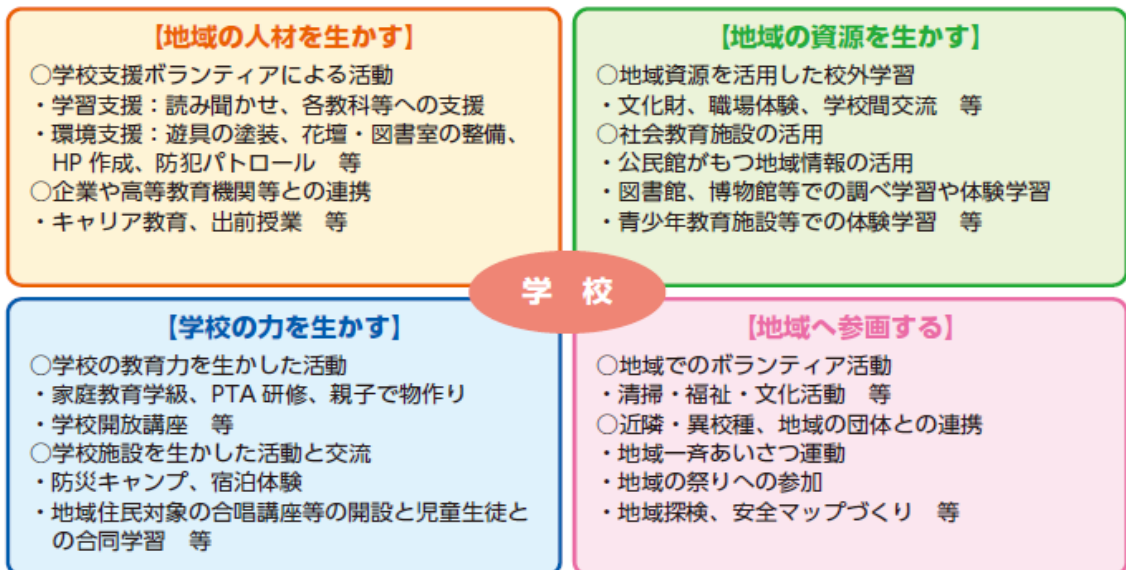 【地域の人材を生かす】
○学校支援ボランティアによる活動
・学習支援：読み聞かせ、各教科等への支援
・環境支援：遊具の塗装、花壇・図書室の整備、
HP 作成、防犯パトロール　等
○企業や高等教育機関等との連携
・キャリア教育、出前授業　等
【地域の資源を生かす】
○地域資源を活用した校外学習
・文化財、職場体験、学校間交流　等
○社会教育施設の活用
・公民館がもつ地域情報の活用
・図書館、博物館等での調べ学習や体験学習
・青少年教育施設等での体験学習　等
学　校
【学校の力を生かす】
○学校の教育力を生かした活動
・家庭教育学級、PTA 研修、親子で物作り
・学校開放講座　等
○学校施設を生かした活動と交流
・防災キャンプ、宿泊体験
・地域住民対象の合唱講座等の開設と児童生徒と
の合同学習　等
【地域へ参画する】
○地域でのボランティア活動
・清掃・福祉・文化活動　等
○近隣・異校種、地域の団体との連携
・地域一斉あいさつ運動
・地域の祭りへの参加
・地域探検、安全マップづくり　等